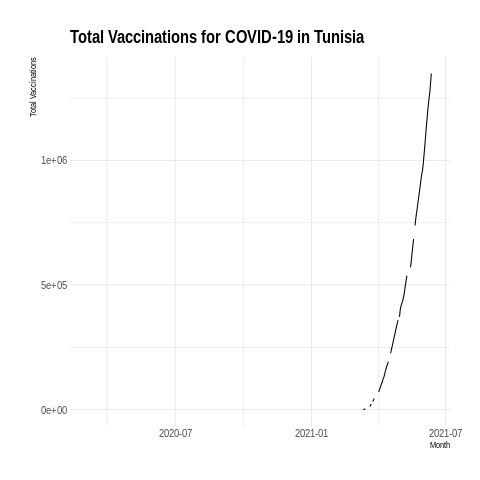 Total Vaccinations for COVID-19 in Tunisia
Total Vaccinations
1e+06
5e+05
0e+00
2020-07
2021-01
2021-07
Month